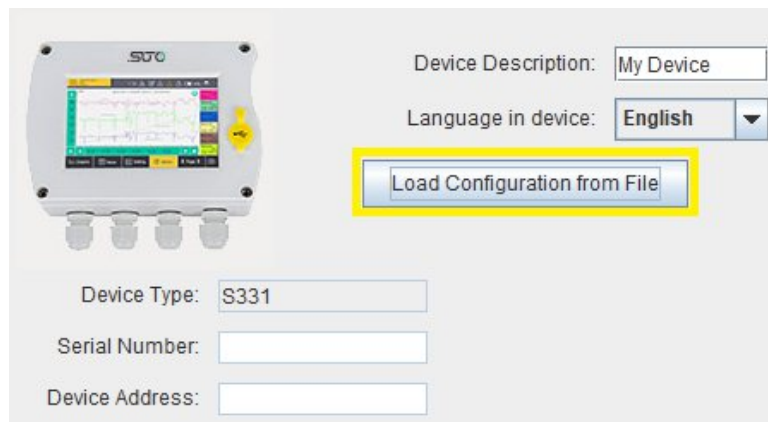 SUTO
Device Description: My Device
Language in device: English
Load Configuration from File
Device Type: S331
Serial Number:
Device Address: